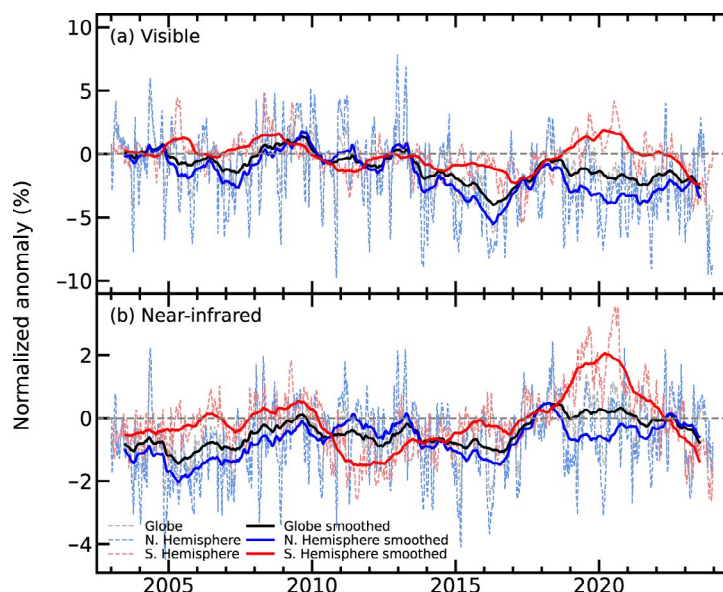 10
(a) Visible
5
0
−5
−10
Normalized anomaly (%)
(b) Near-infrared
2
0
−2
−4
Globe
N. Hemisphere
S. Hemisphere
Globe smoothed
N. Hemisphere smoothed
S. Hemisphere smoothed
2005 2010 2015 2020